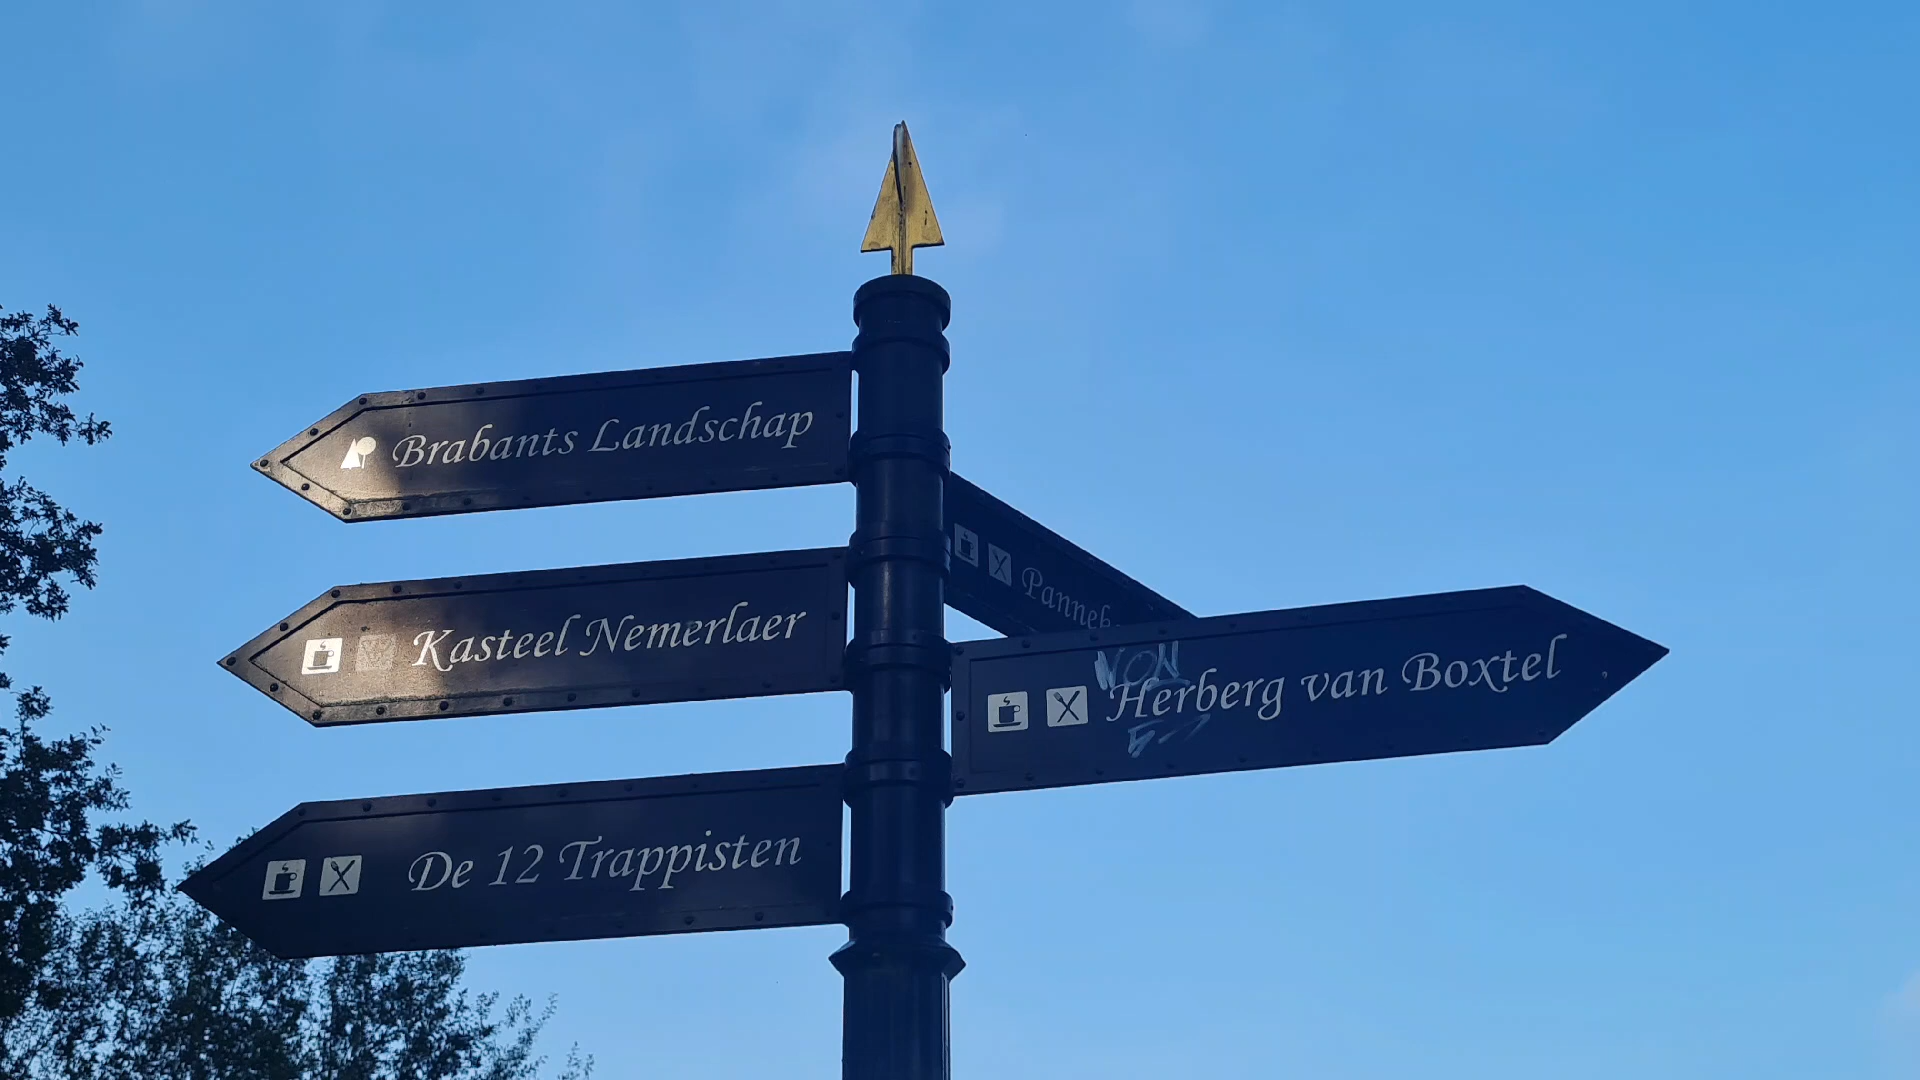 Brabants Landschap
Kasteel Nemerlaer
Herberg van Boxtel
De 12 Trappisten